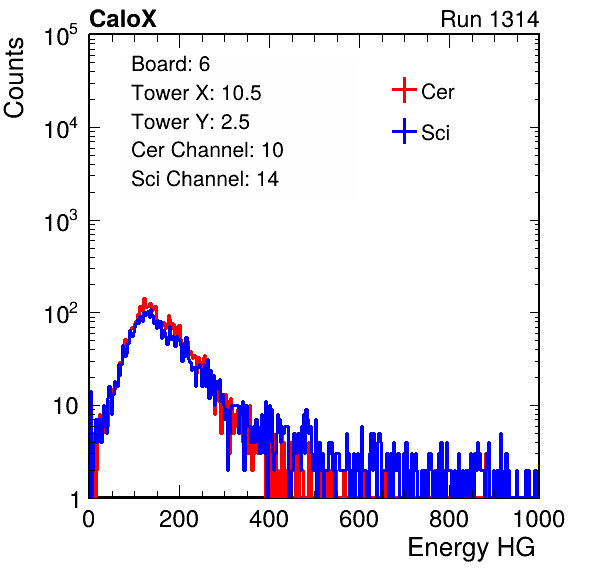 CaloX Run 1314
Counts
Board: 6
Tower X: 10.5
Tower Y: 2.5
Cer Channel: 10
Sci Channel: 14
Cer
Sci
10^5
10^4
10^3
10^2
10
1
0 200 400 600 800 1000
Energy HG